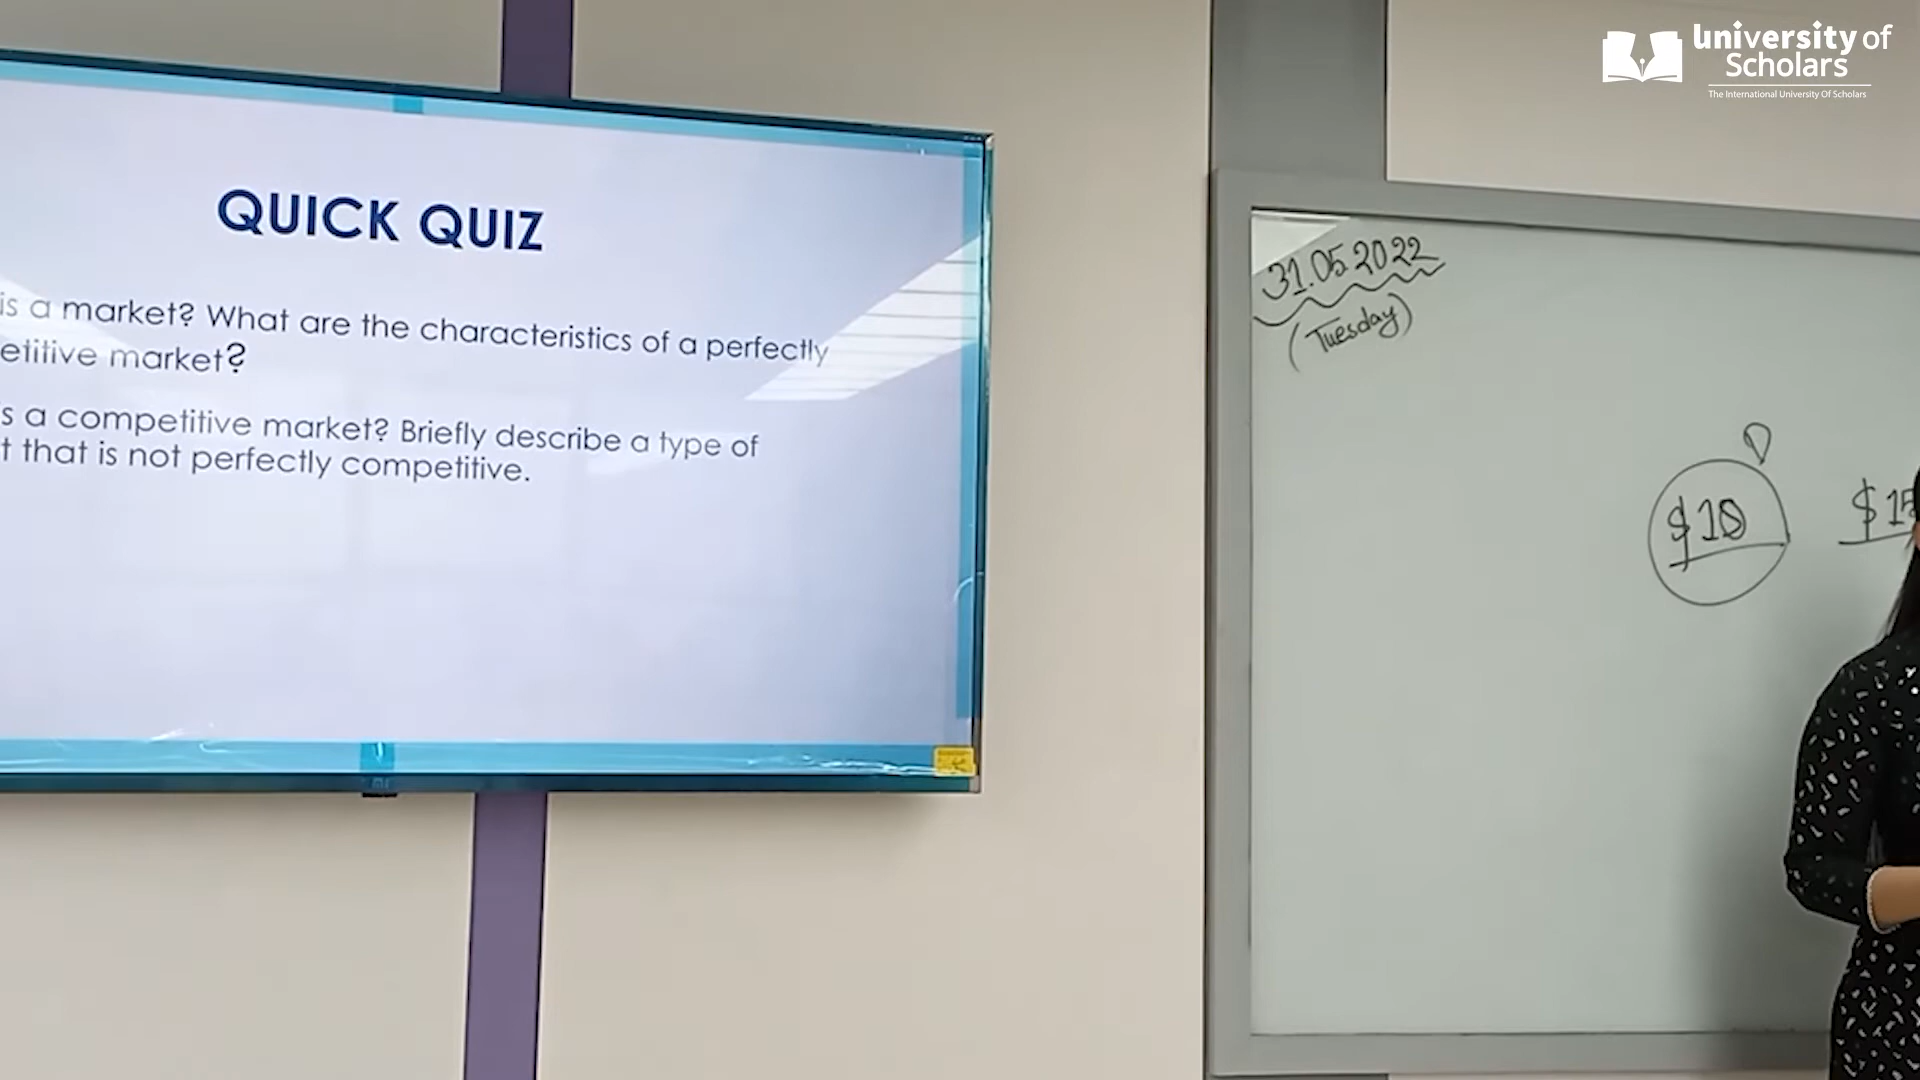 university of
Scholars
The International University Of Scholars
QUICK QUIZ
is a market? What are the characteristics of a perfectly
etitive market?
s a competitive market? Briefly describe a type of
t that is not perfectly competitive.
31.05.2022
(Tuesday)
$10
$15